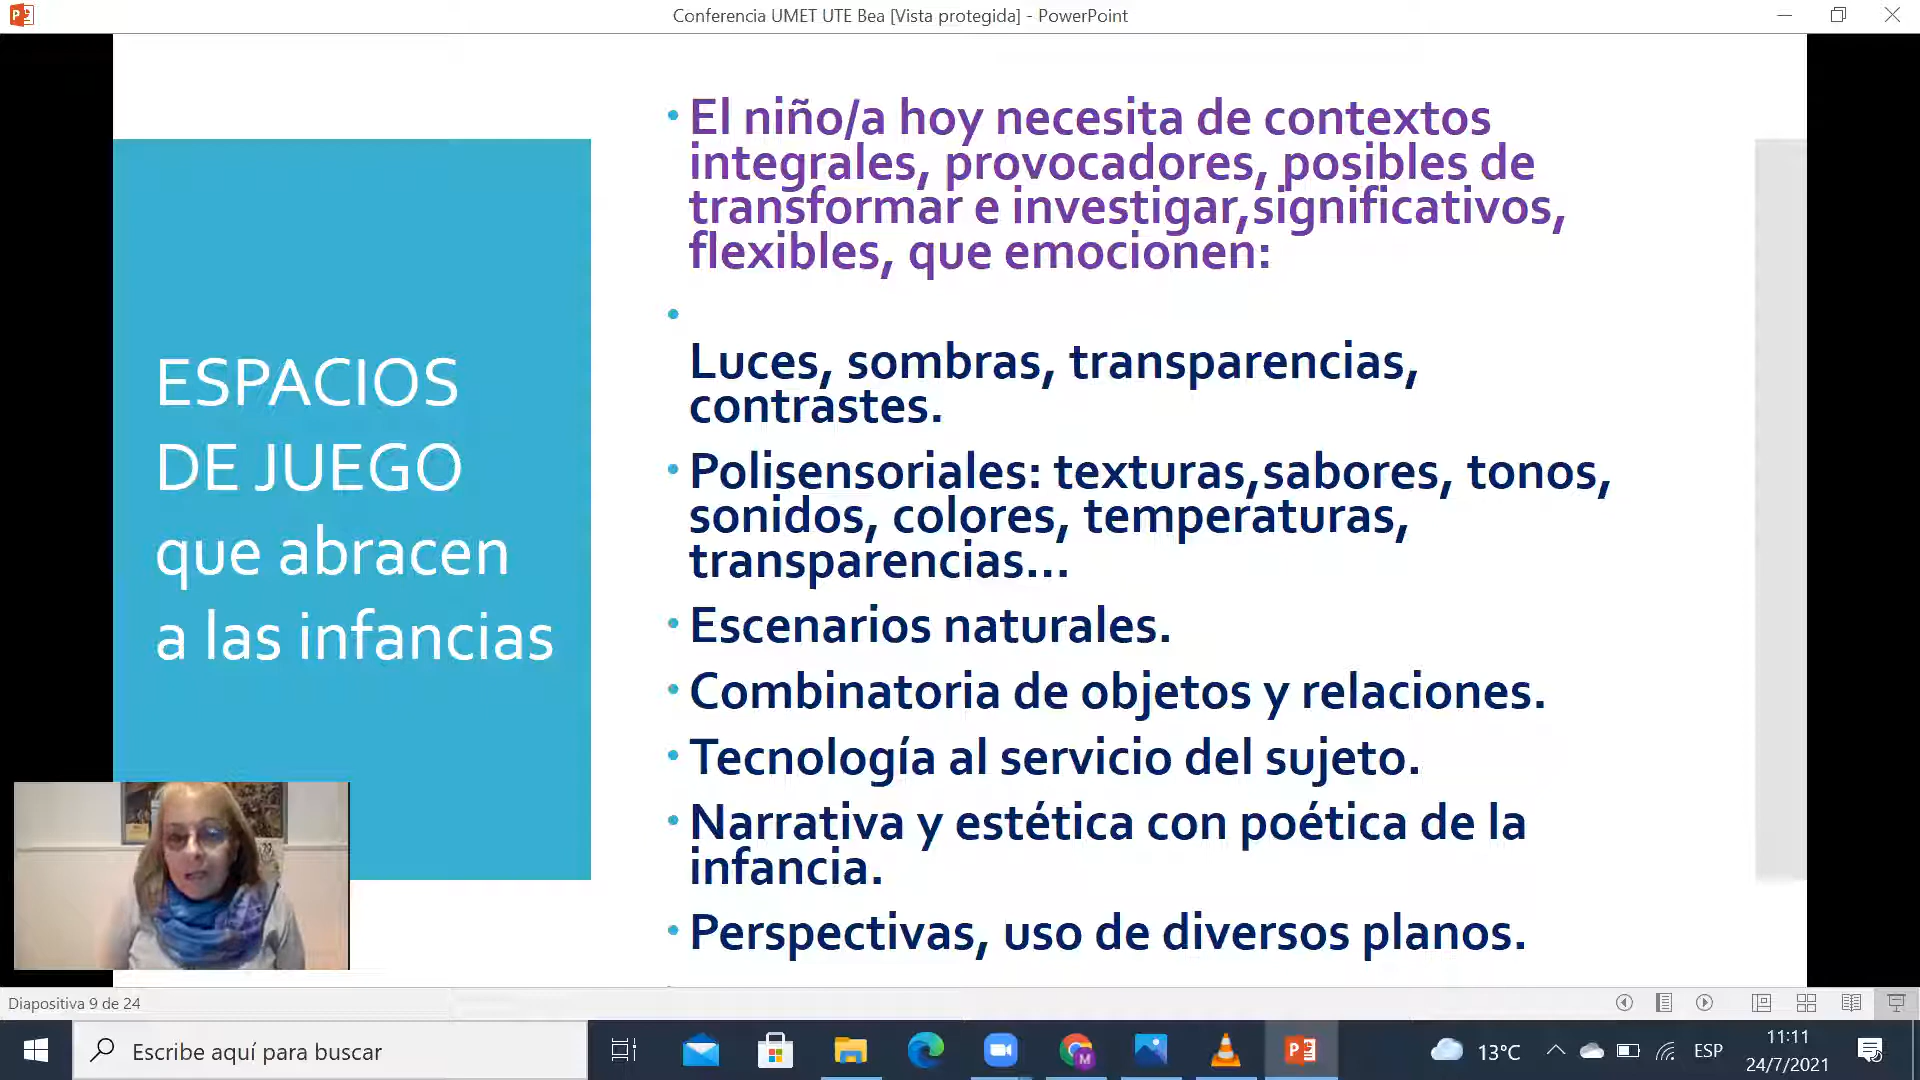 Conferencia UMET UTE Bea [Vista protegida] - PowerPoint
ESPACIOS
DE JUEGO
que abracen
a las infancias
• El niño/a hoy necesita de contextos
integrales, provocadores, posibles de
transformar e investigar,significativos,
flexibles, que emocionen:
•
Luces, sombras, transparencias,
contrastes.
• Polisensoriales: texturas,sabores, tonos,
sonidos, colores, temperaturas,
transparencias...
• Escenarios naturales.
• Combinatoria de objetos y relaciones.
• Tecnología al servicio del sujeto.
• Narrativa y estética con poética de la
infancia.
• Perspectivas, uso de diversos planos.
Diapositiva 9 de 24
Escribe aquí para buscar
13°C
ESP
11:11
24/7/2021